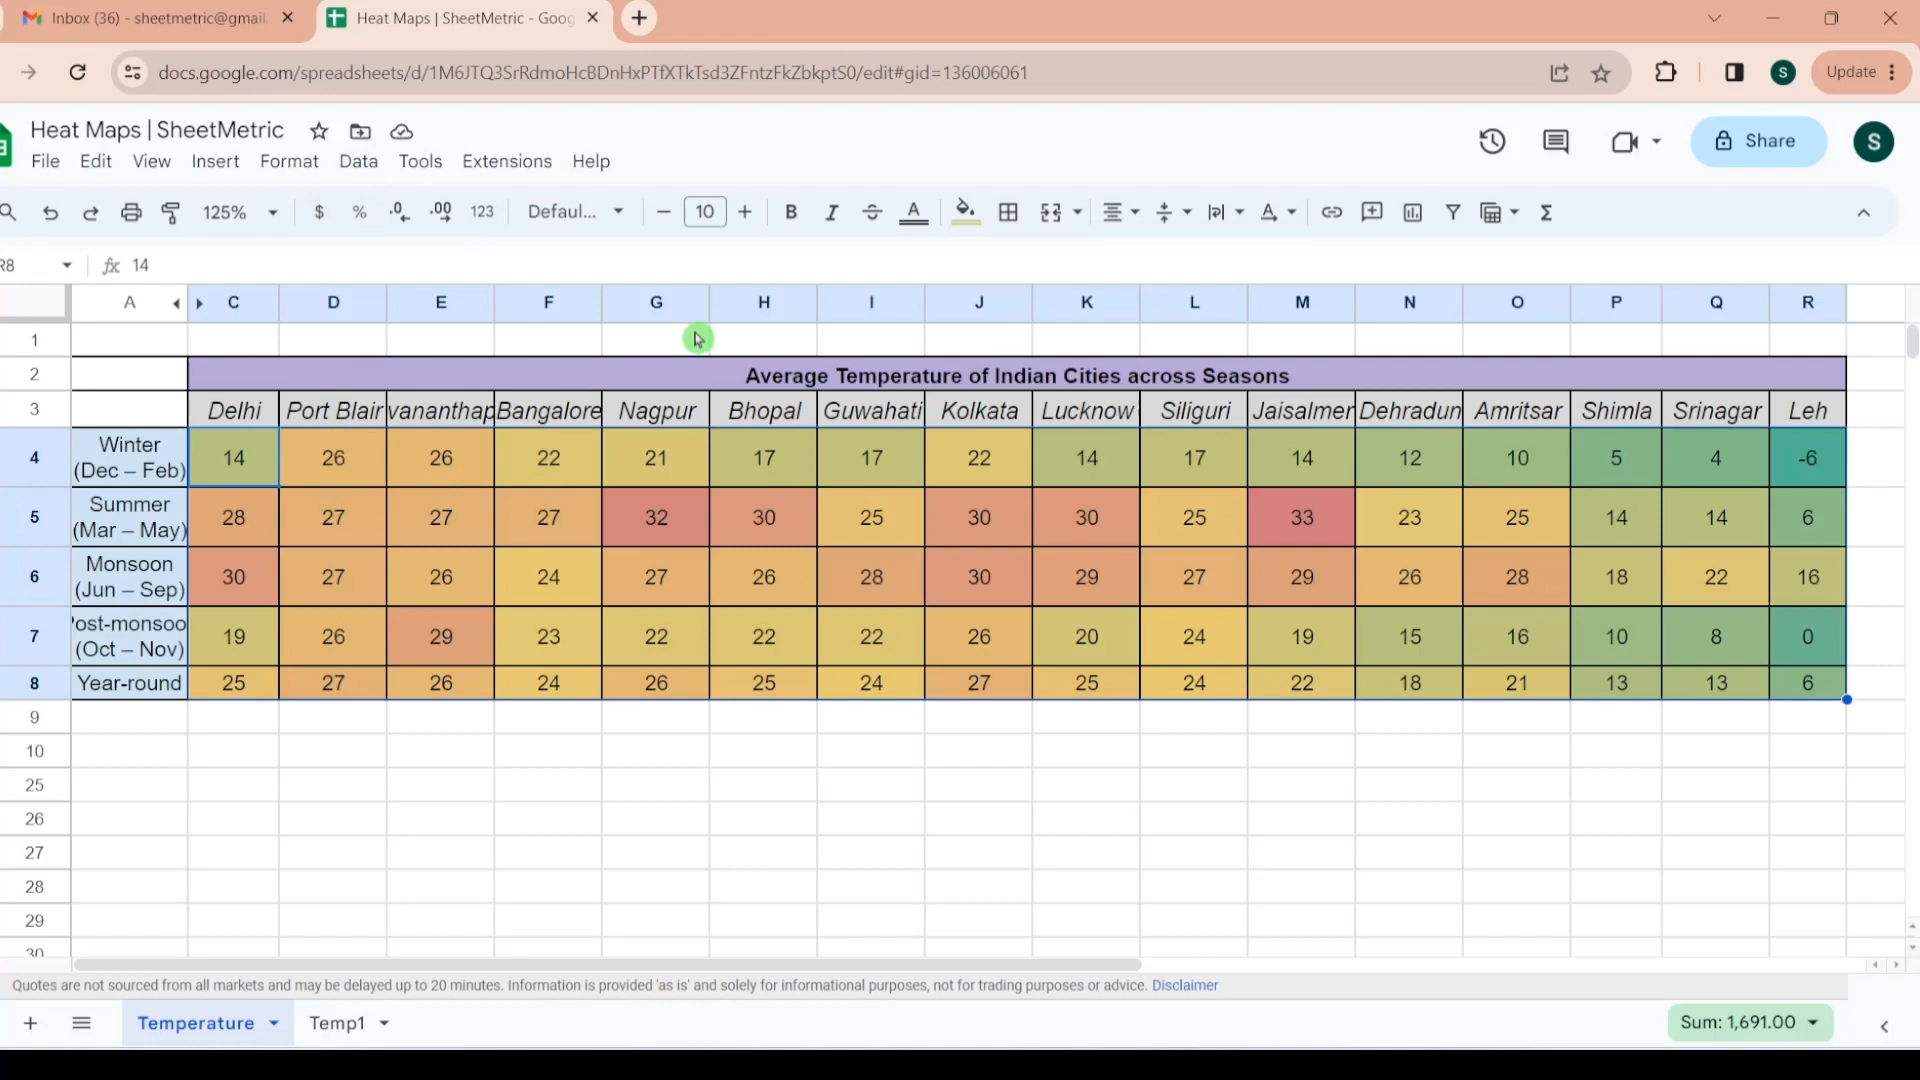 Inbox (36) - sheetmetric@gmail
Heat Maps | SheetMetric - Goog
docs.google.com/spreadsheets/d/1M6JTQ3SrRdmoHcBDnHxPTfXTkTsd3ZFntzFkZbkptS0/edit#gid=136006061
S
Update
Heat Maps | SheetMetric
File Edit View Insert Format Data Tools Extensions Help
Share
S
125% $ % .0 .00 123 Defaul... 10 B I S A
R8 fx 14
A C D E F G H I J K L M N O P Q R
1
2 Average Temperature of Indian Cities across Seasons
3 Delhi Port Blair vananthap Bangalore Nagpur Bhopal Guwahati Kolkata Lucknow Siliguri Jaisalmer Dehradun Amritsar Shimla Srinagar Leh
4 Winter (Dec – Feb) 14 26 26 22 21 17 17 22 14 17 14 12 10 5 4 -6
5 Summer (Mar – May) 28 27 27 27 32 30 25 30 30 25 33 23 25 14 14 6
6 Monsoon (Jun – Sep) 30 27 26 24 27 26 28 30 29 27 29 26 28 18 22 16
7 ost-monsoo (Oct – Nov) 19 26 29 23 22 22 22 26 20 24 19 15 16 10 8 0
8 Year-round 25 27 26 24 26 25 24 27 25 24 22 18 21 13 13 6
9
10
25
26
27
28
29
30
Quotes are not sourced from all markets and may be delayed up to 20 minutes. Information is provided 'as is' and solely for informational purposes, not for trading purposes or advice. Disclaimer
Temperature Temp1
Sum: 1,691.00